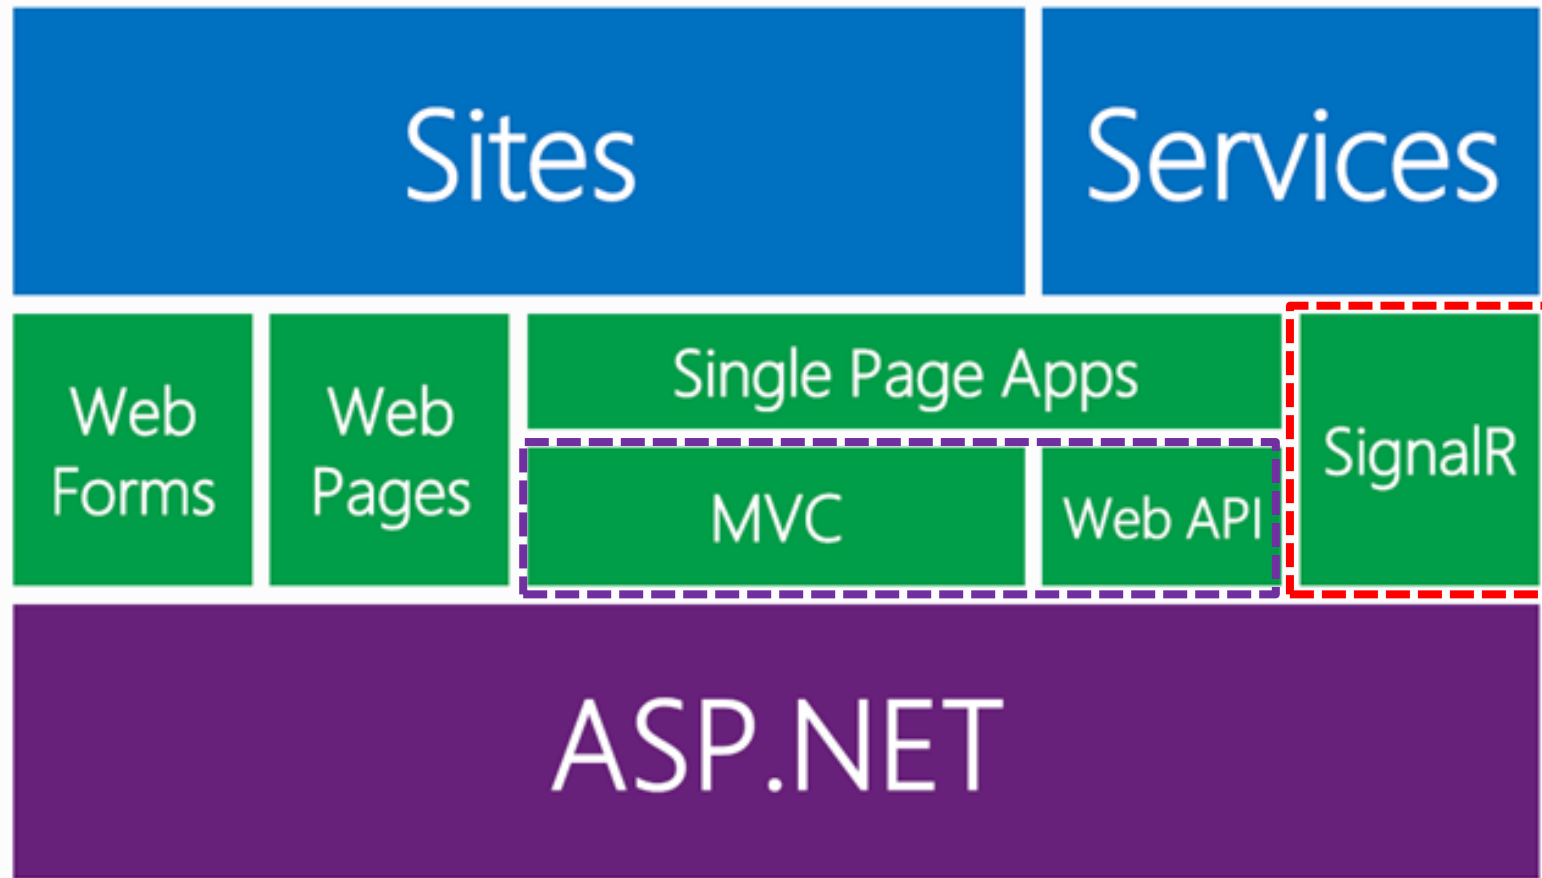 Sites
Services
Web
Forms
Web
Pages
Single Page Apps
MVC
Web API
SignalR
ASP.NET